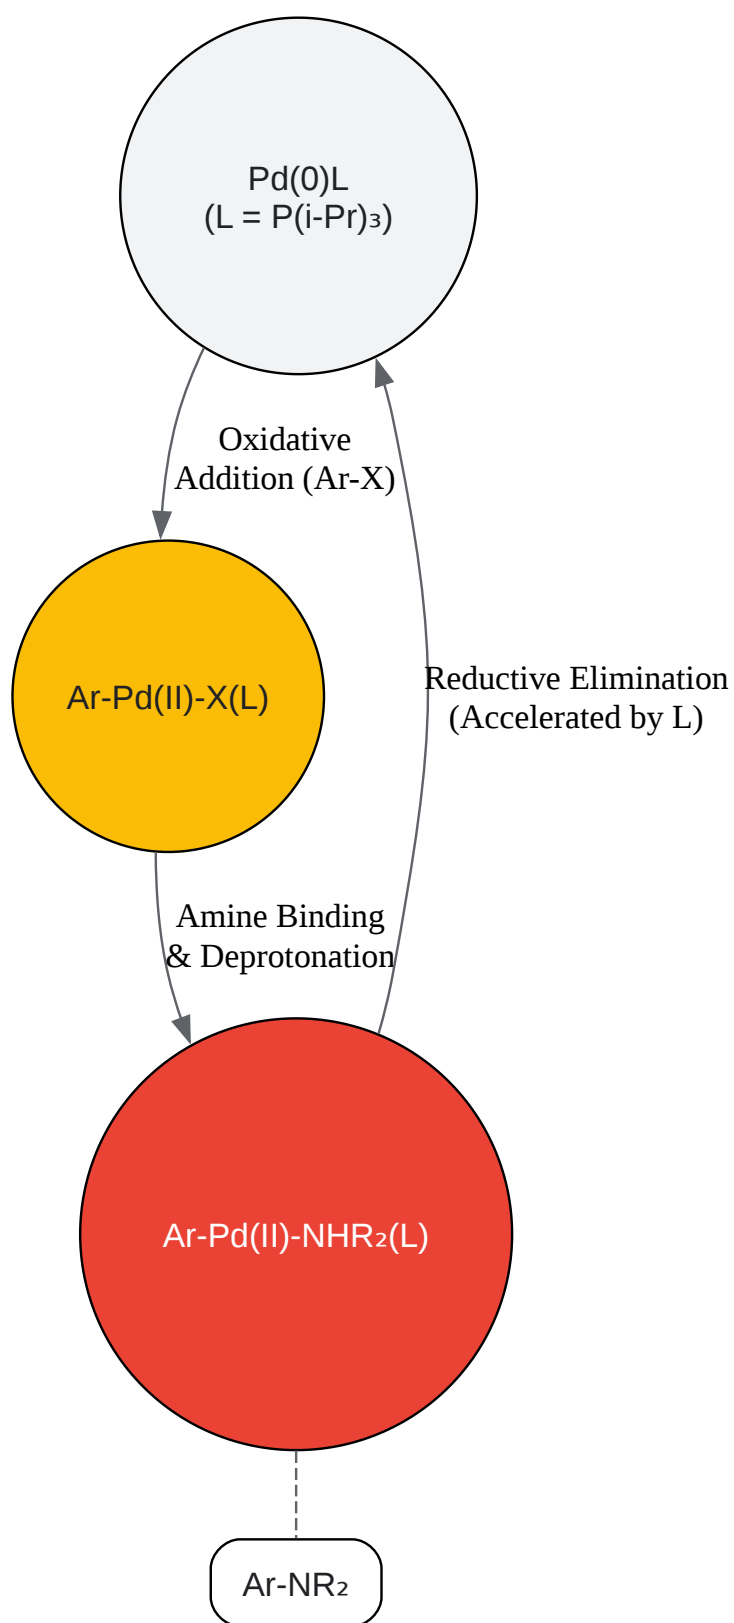 Pd(0)L
(L = P(i-Pr)₃)
Oxidative
Addition (Ar-X)
Ar-Pd(II)-X(L)
Reductive Elimination
(Accelerated by L)
Amine Binding
& Deprotonation
Ar-Pd(II)-NHR₂(L)
Ar-NR₂